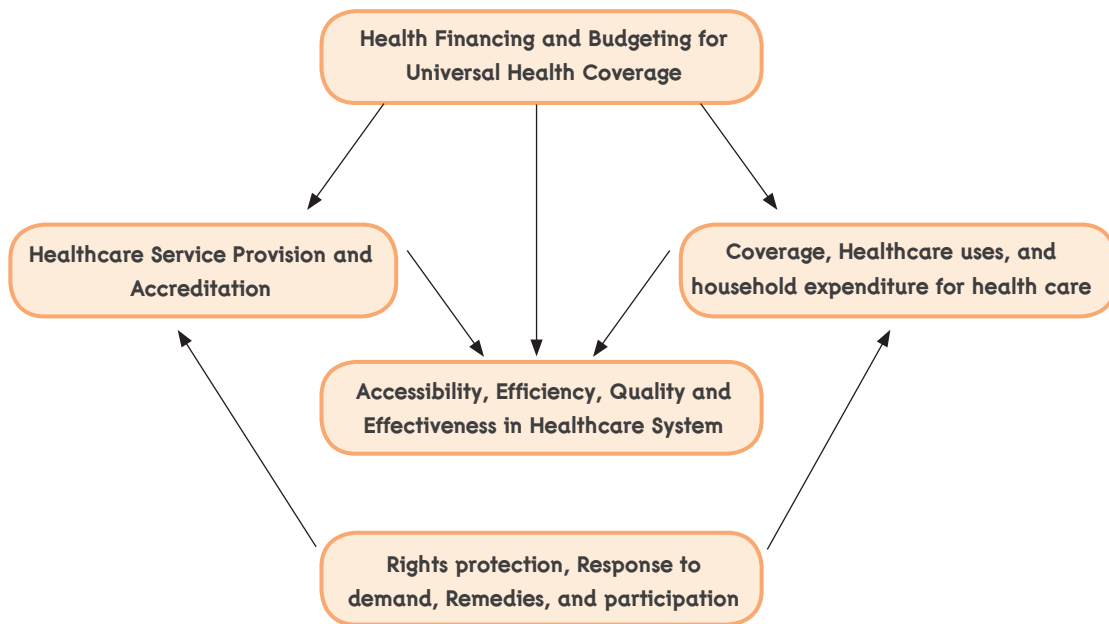 Health Financing and Budgeting for
Universal Health Coverage
Healthcare Service Provision and
Accreditation
Coverage, Healthcare uses, and
household expenditure for health care
Accessibility, Efficiency, Quality and
Effectiveness in Healthcare System
Rights protection, Response to
demand, Remedies, and participation